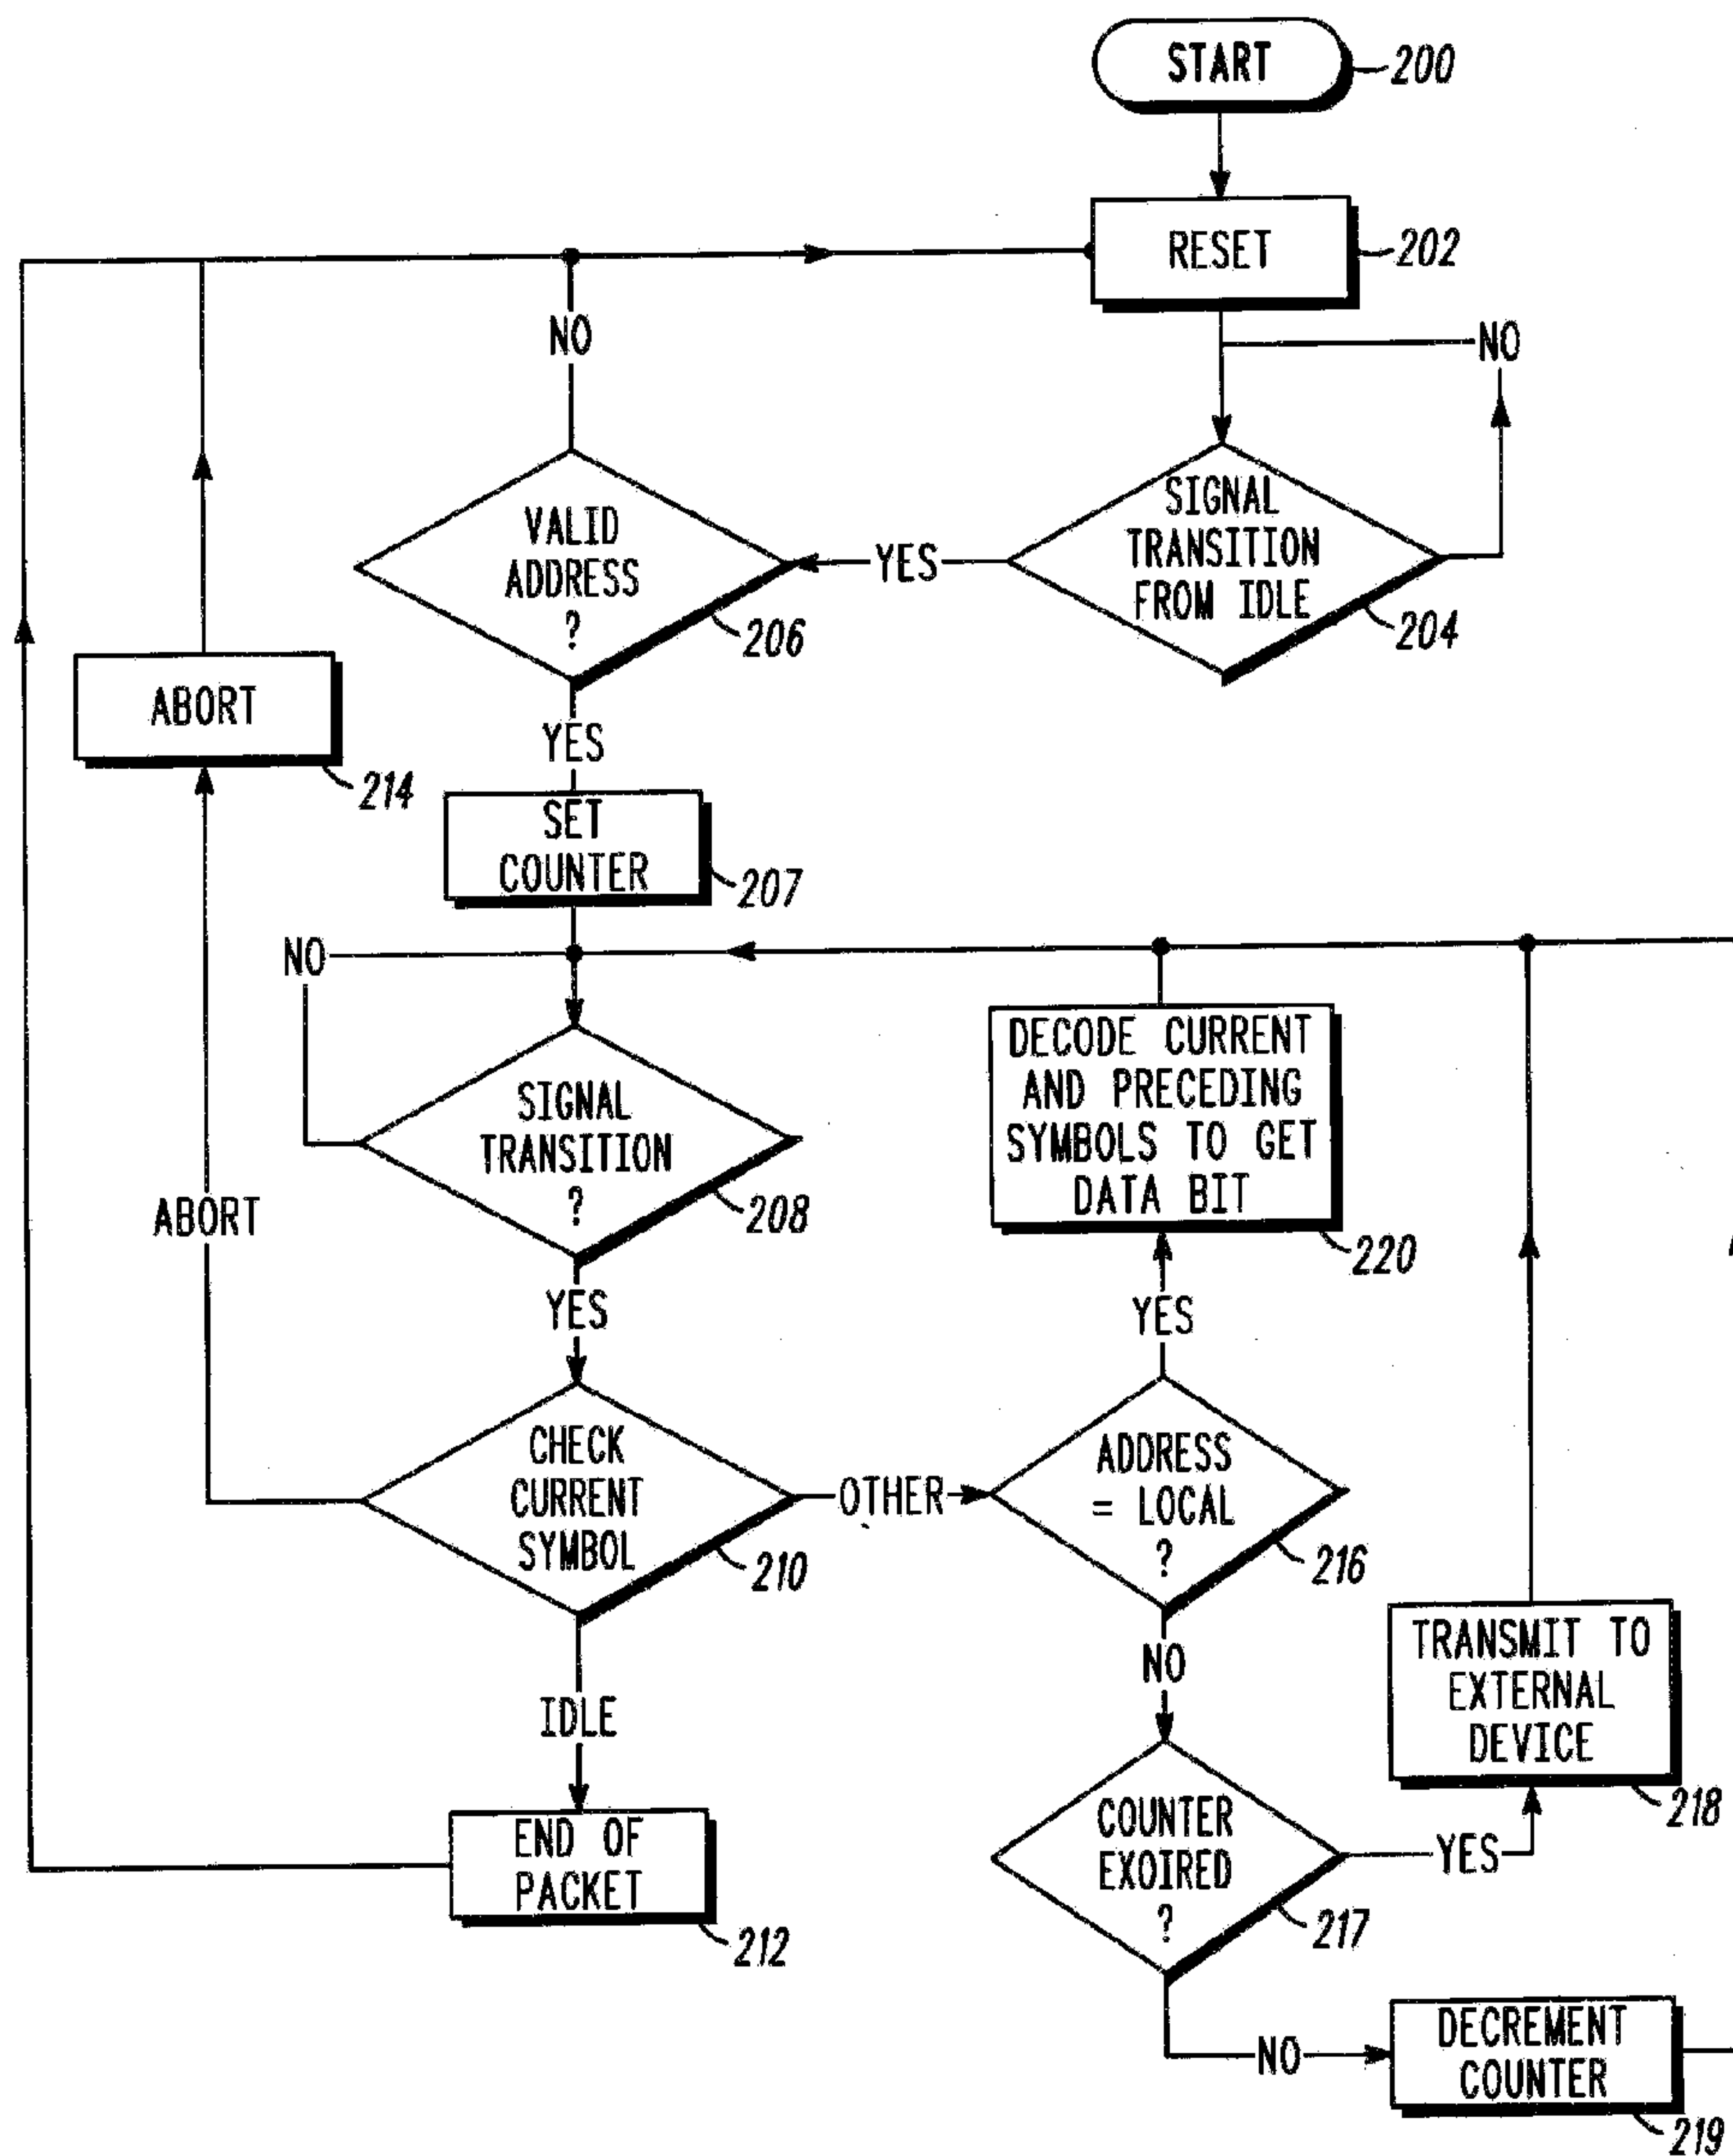 START
200
RESET
202
NO
NO
SIGNAL
TRANSITION
FROM IDLE
204
YES
VALID
ADDRESS
?
206
ABORT
214
YES
SET
COUNTER
207
NO
SIGNAL
TRANSITION
?
208
DECODE CURRENT
AND PRECEDING
SYMBOLS TO GET
DATA BIT
220
ABORT
YES
YES
CHECK
CURRENT
SYMBOL
210
OTHER
ADDRESS
= LOCAL
?
216
NO
IDLE
TRANSMIT TO
EXTERNAL
DEVICE
218
END OF
PACKET
212
COUNTER
EXOIRED
?
217
YES
NO
DECREMENT
COUNTER
219